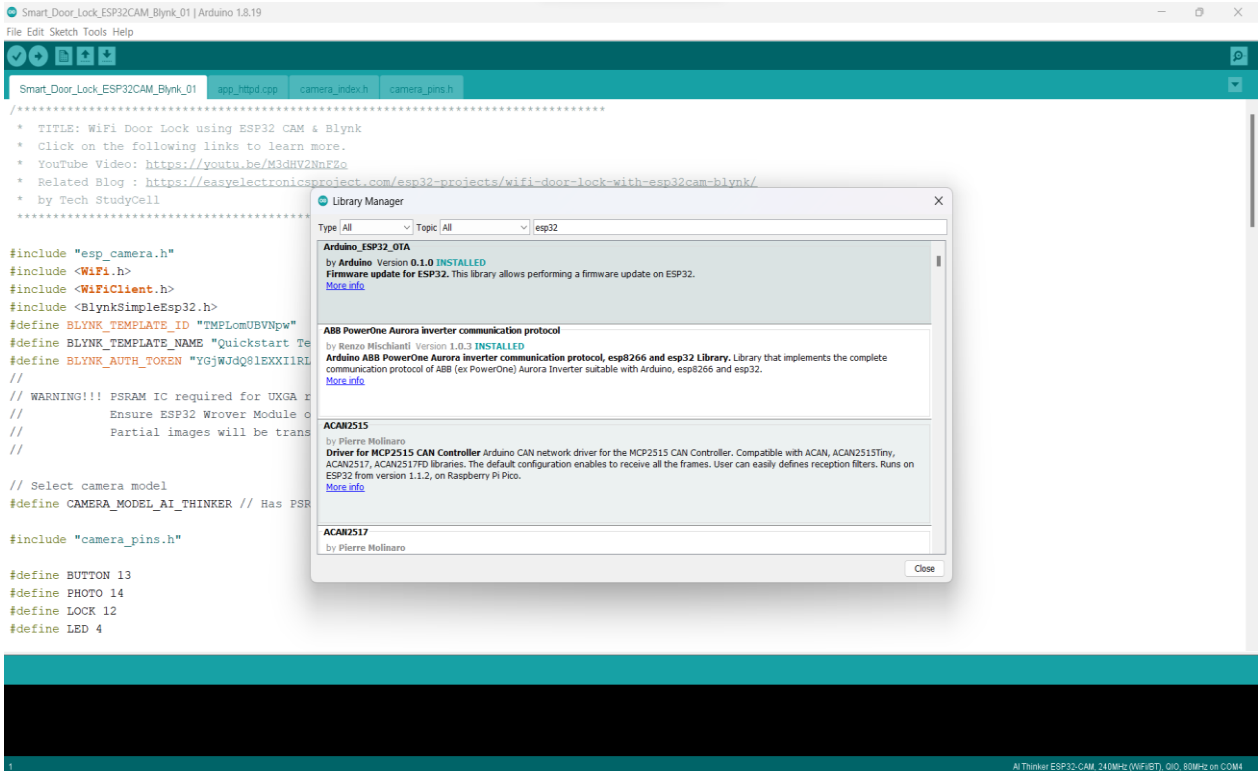 Smart_Door_Lock_ESP32CAM_Blynk_01 | Arduino 1.8.19
File Edit Sketch Tools Help
Smart_Door_Lock_ESP32CAM_Blynk_01 app_httpd.cpp camera_index.h camera_pins.h
/***********************************************************************************
* TITLE: WiFi Door Lock using ESP32 CAM & Blynk
* Click on the following links to learn more.
* YouTube Video: https://youtu.be/M3dHV2NnFZo
* Related Blog : https://easyelectronicsproject.com/esp32-projects/wifi-door-lock-with-esp32cam-blynk/
* by Tech StudyCell
******************************************
#include "esp_camera.h"
#include <WiFi.h>
#include <WiFiClient.h>
#include <BlynkSimpleEsp32.h>
#define BLYNK_TEMPLATE_ID "TMPLomUBVNpw"
#define BLYNK_TEMPLATE_NAME "Quickstart Te
#define BLYNK_AUTH_TOKEN "YGjWJdQ81EXXI1RL
//
// WARNING!!! PSRAM IC required for UXGA r
// Ensure ESP32 Wrover Module o
// Partial images will be trans
//
// Select camera model
#define CAMERA_MODEL_AI_THINKER // Has PSR
#include "camera_pins.h"
#define BUTTON 13
#define PHOTO 14
#define LOCK 12
#define LED 4
Library Manager
Type All Topic All esp32
Arduino_ESP32_OTA
by Arduino Version 0.1.0 INSTALLED
Firmware update for ESP32. This library allows performing a firmware update on ESP32.
More info
ABB PowerOne Aurora inverter communication protocol
by Renzo Mischianti Version 1.0.3 INSTALLED
Arduino ABB PowerOne Aurora inverter communication protocol, esp8266 and esp32 Library. Library that implements the complete
communication protocol of ABB (ex PowerOne) Aurora Inverter suitable with Arduino, esp8266 and esp32.
More info
ACAN2515
by Pierre Molinaro
Driver for MCP2515 CAN Controller Arduino CAN network driver for the MCP2515 CAN Controller. Compatible with ACAN, ACAN2515Tiny,
ACAN2517, ACAN2517FD libraries. The default configuration enables to receive all the frames. User can easily defines reception filters. Runs on
ESP32 from version 1.1.2, on Raspberry Pi Pico.
More info
ACAN2517
by Pierre Molinaro
Close
1
AI Thinker ESP32-CAM, 240MHz (WiFi/BT), QIO, 80MHz on COM4